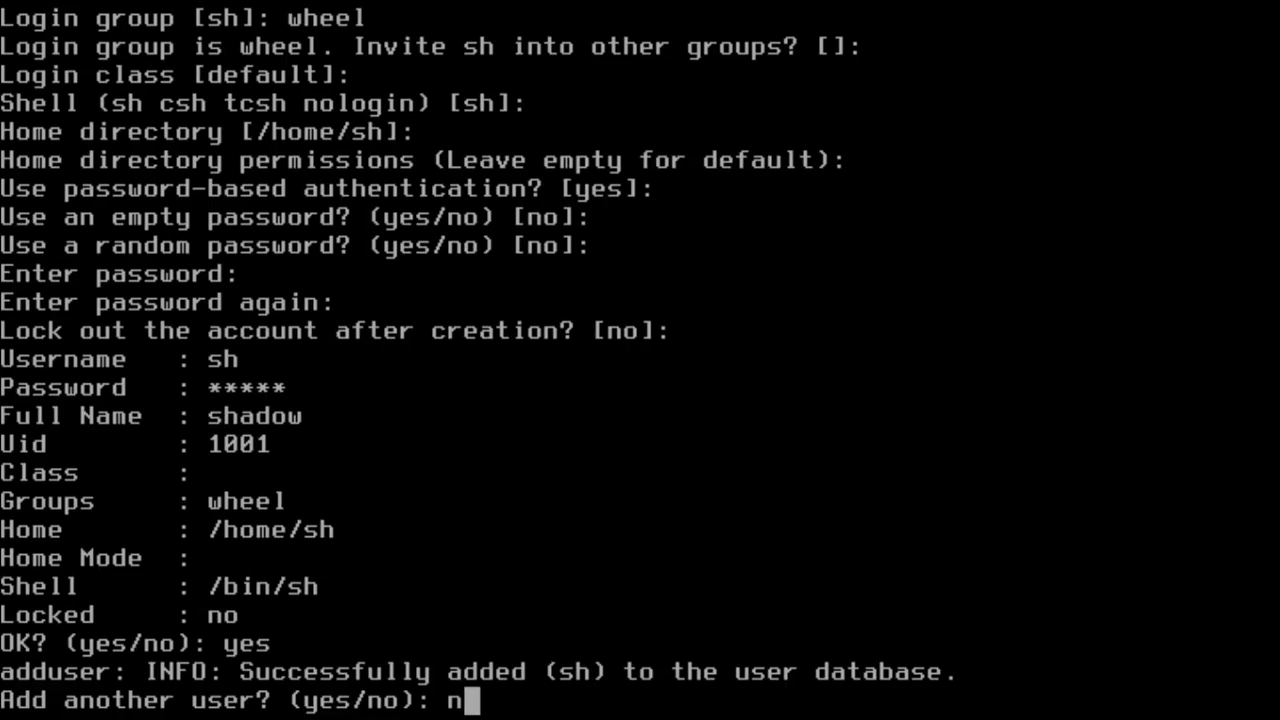 Login group [sh]: wheel
Login group is wheel. Invite sh into other groups? []:
Login class [default]:
Shell (sh csh tcsh nologin) [sh]:
Home directory [/home/sh]:
Home directory permissions (Leave empty for default):
Use password-based authentication? [yes]:
Use an empty password? (yes/no) [no]:
Use a random password? (yes/no) [no]:
Enter password:
Enter password again:
Lock out the account after creation? [no]:
Username   : sh
Password   : *****
Full Name  : shadow
Uid        : 1001
Class      :
Groups     : wheel
Home       : /home/sh
Home Mode  :
Shell      : /bin/sh
Locked     : no
OK? (yes/no): yes
adduser: INFO: Successfully added (sh) to the user database.
Add another user? (yes/no): n